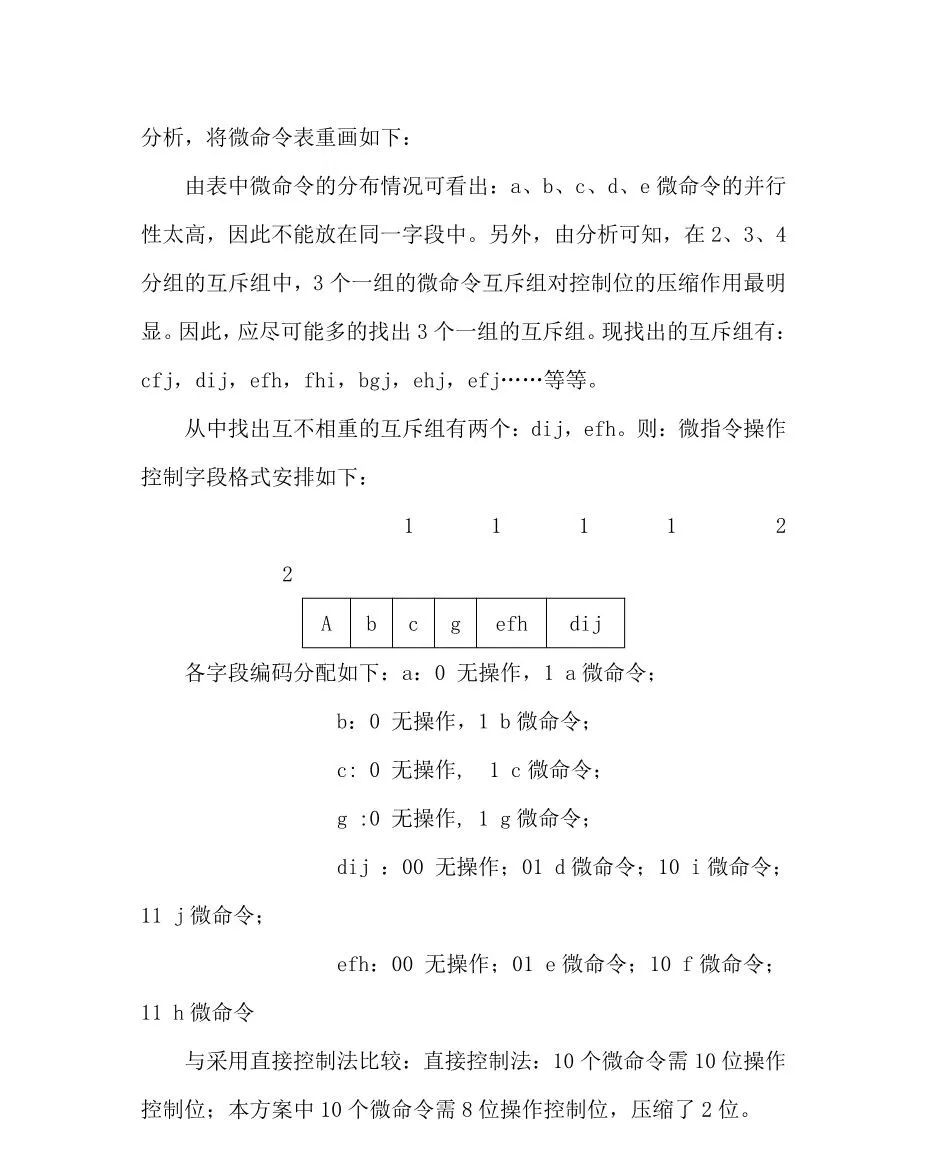 分析，将微命令表重画如下：
由表中微命令的分布情况可看出：a、b、c、d、e 微命令的并行
性太高，因此不能放在同一字段中。另外，由分析可知，在 2、3、4
分组的互斥组中，3 个一组的微命令互斥组对控制位的压缩作用最明
显。因此，应尽可能多的找出 3 个一组的互斥组。现找出的互斥组有：
cfj，dij，efh，fhi，bgj，ehj，efj……等等。
从中找出互不相重的互斥组有两个：dij，efh。则：微指令操作
控制字段格式安排如下：
1 1 1 1 2
2
A b c g efh dij
各字段编码分配如下：a：0 无操作，1 a 微命令；
b：0 无操作，1 b 微命令；
c: 0 无操作， 1 c 微命令；
g :0 无操作, 1 g 微命令；
dij ：00 无操作；01 d 微命令；10 i 微命令；
11 j 微命令；
efh：00 无操作；01 e 微命令；10 f 微命令；
11 h 微命令
与采用直接控制法比较：直接控制法：10 个微命令需 10 位操作
控制位；本方案中 10 个微命令需 8 位操作控制位，压缩了 2 位。